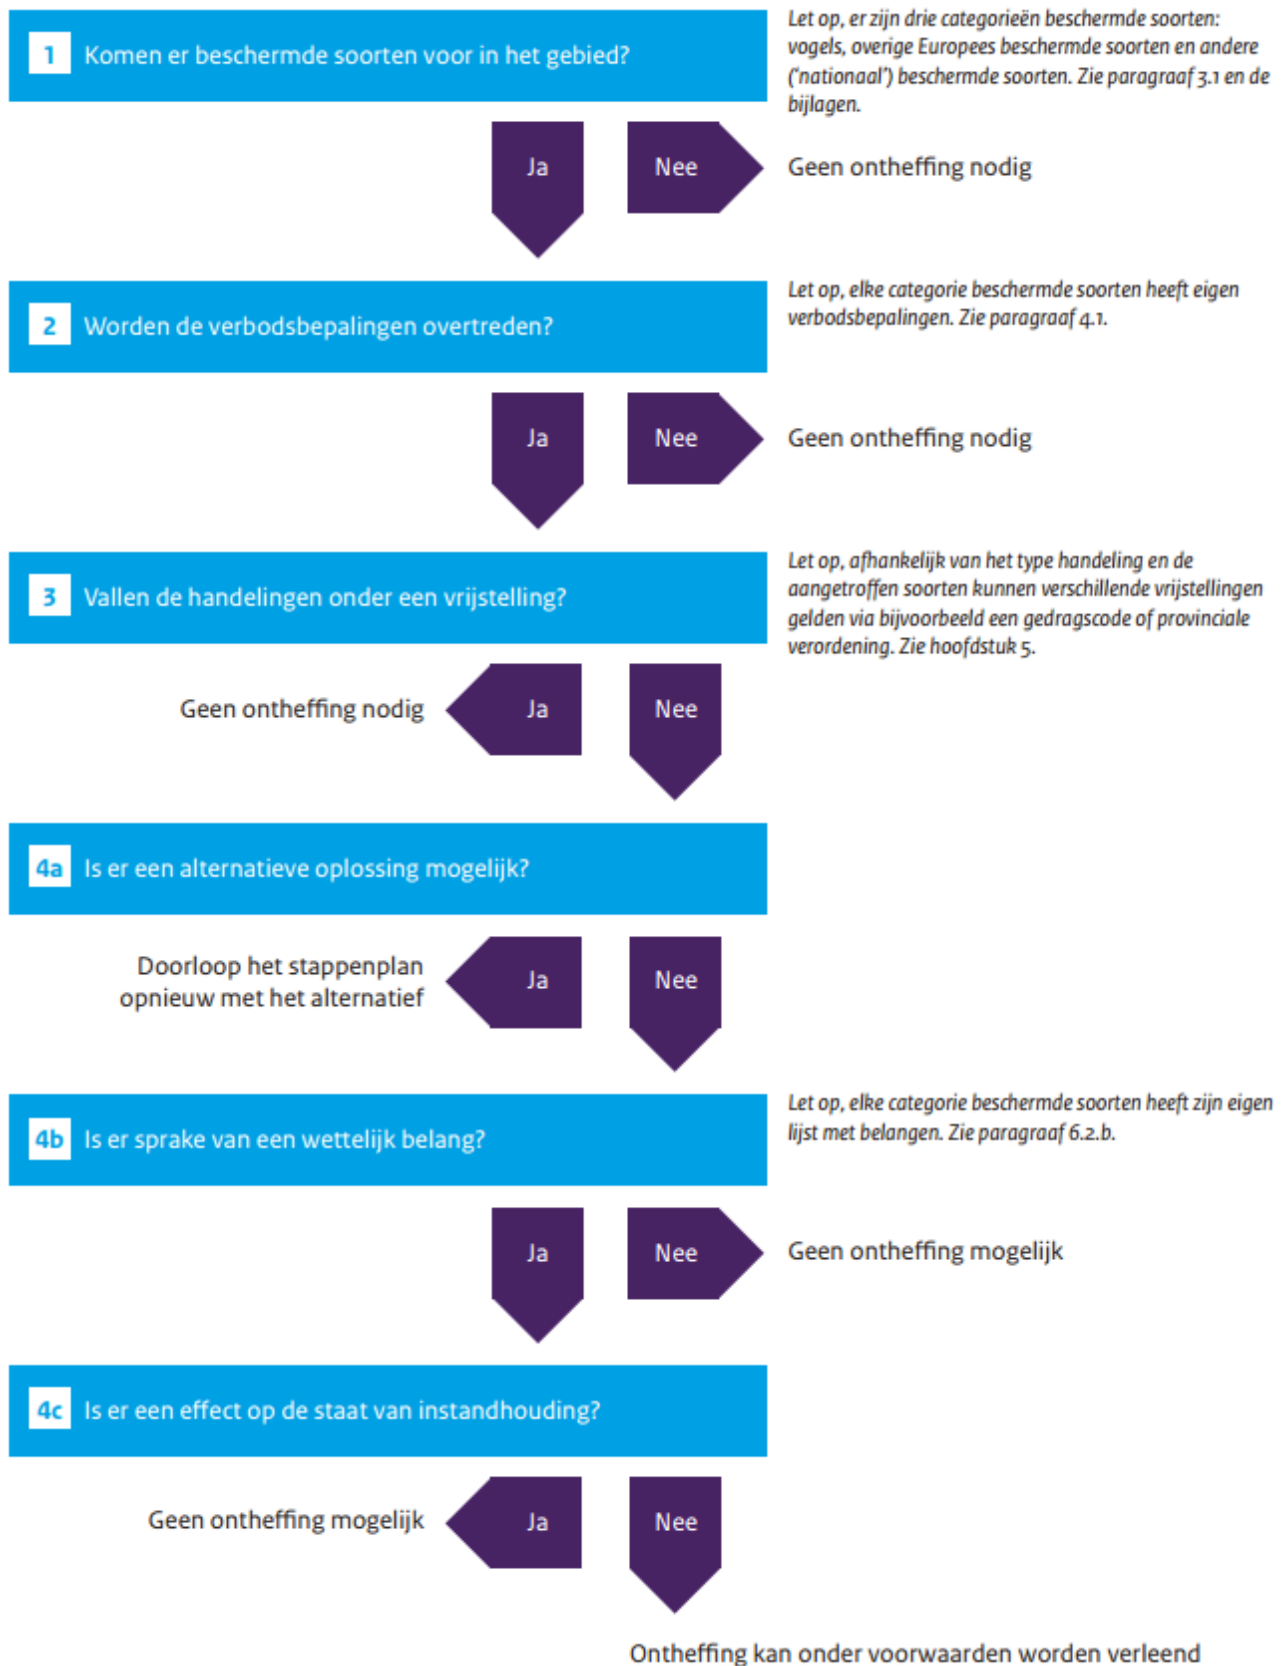 1 Komen er beschermde soorten voor in het gebied?
Let op, er zijn drie categorieën beschermde soorten:
vogels, overige Europees beschermde soorten en andere
(‘nationaal’) beschermde soorten. Zie paragraaf 3.1 en de
bijlagen.
Ja
Nee
Geen ontheffing nodig
2 Worden de verbodsbepalingen overtreden?
Let op, elke categorie beschermde soorten heeft eigen
verbodsbepalingen. Zie paragraaf 4.1.
Ja
Nee
Geen ontheffing nodig
3 Vallen de handelingen onder een vrijstelling?
Let op, afhankelijk van het type handeling en de
aangetroffen soorten kunnen verschillende vrijstellingen
gelden via bijvoorbeeld een gedragscode of provinciale
verordening. Zie hoofdstuk 5.
Geen ontheffing nodig
Ja
Nee
4a Is er een alternatieve oplossing mogelijk?
Doorloop het stappenplan
opnieuw met het alternatief
Ja
Nee
4b Is er sprake van een wettelijk belang?
Let op, elke categorie beschermde soorten heeft zijn eigen
lijst met belangen. Zie paragraaf 6.2.b.
Ja
Nee
Geen ontheffing mogelijk
4c Is er een effect op de staat van instandhouding?
Geen ontheffing mogelijk
Ja
Nee
Ontheffing kan onder voorwaarden worden verleend